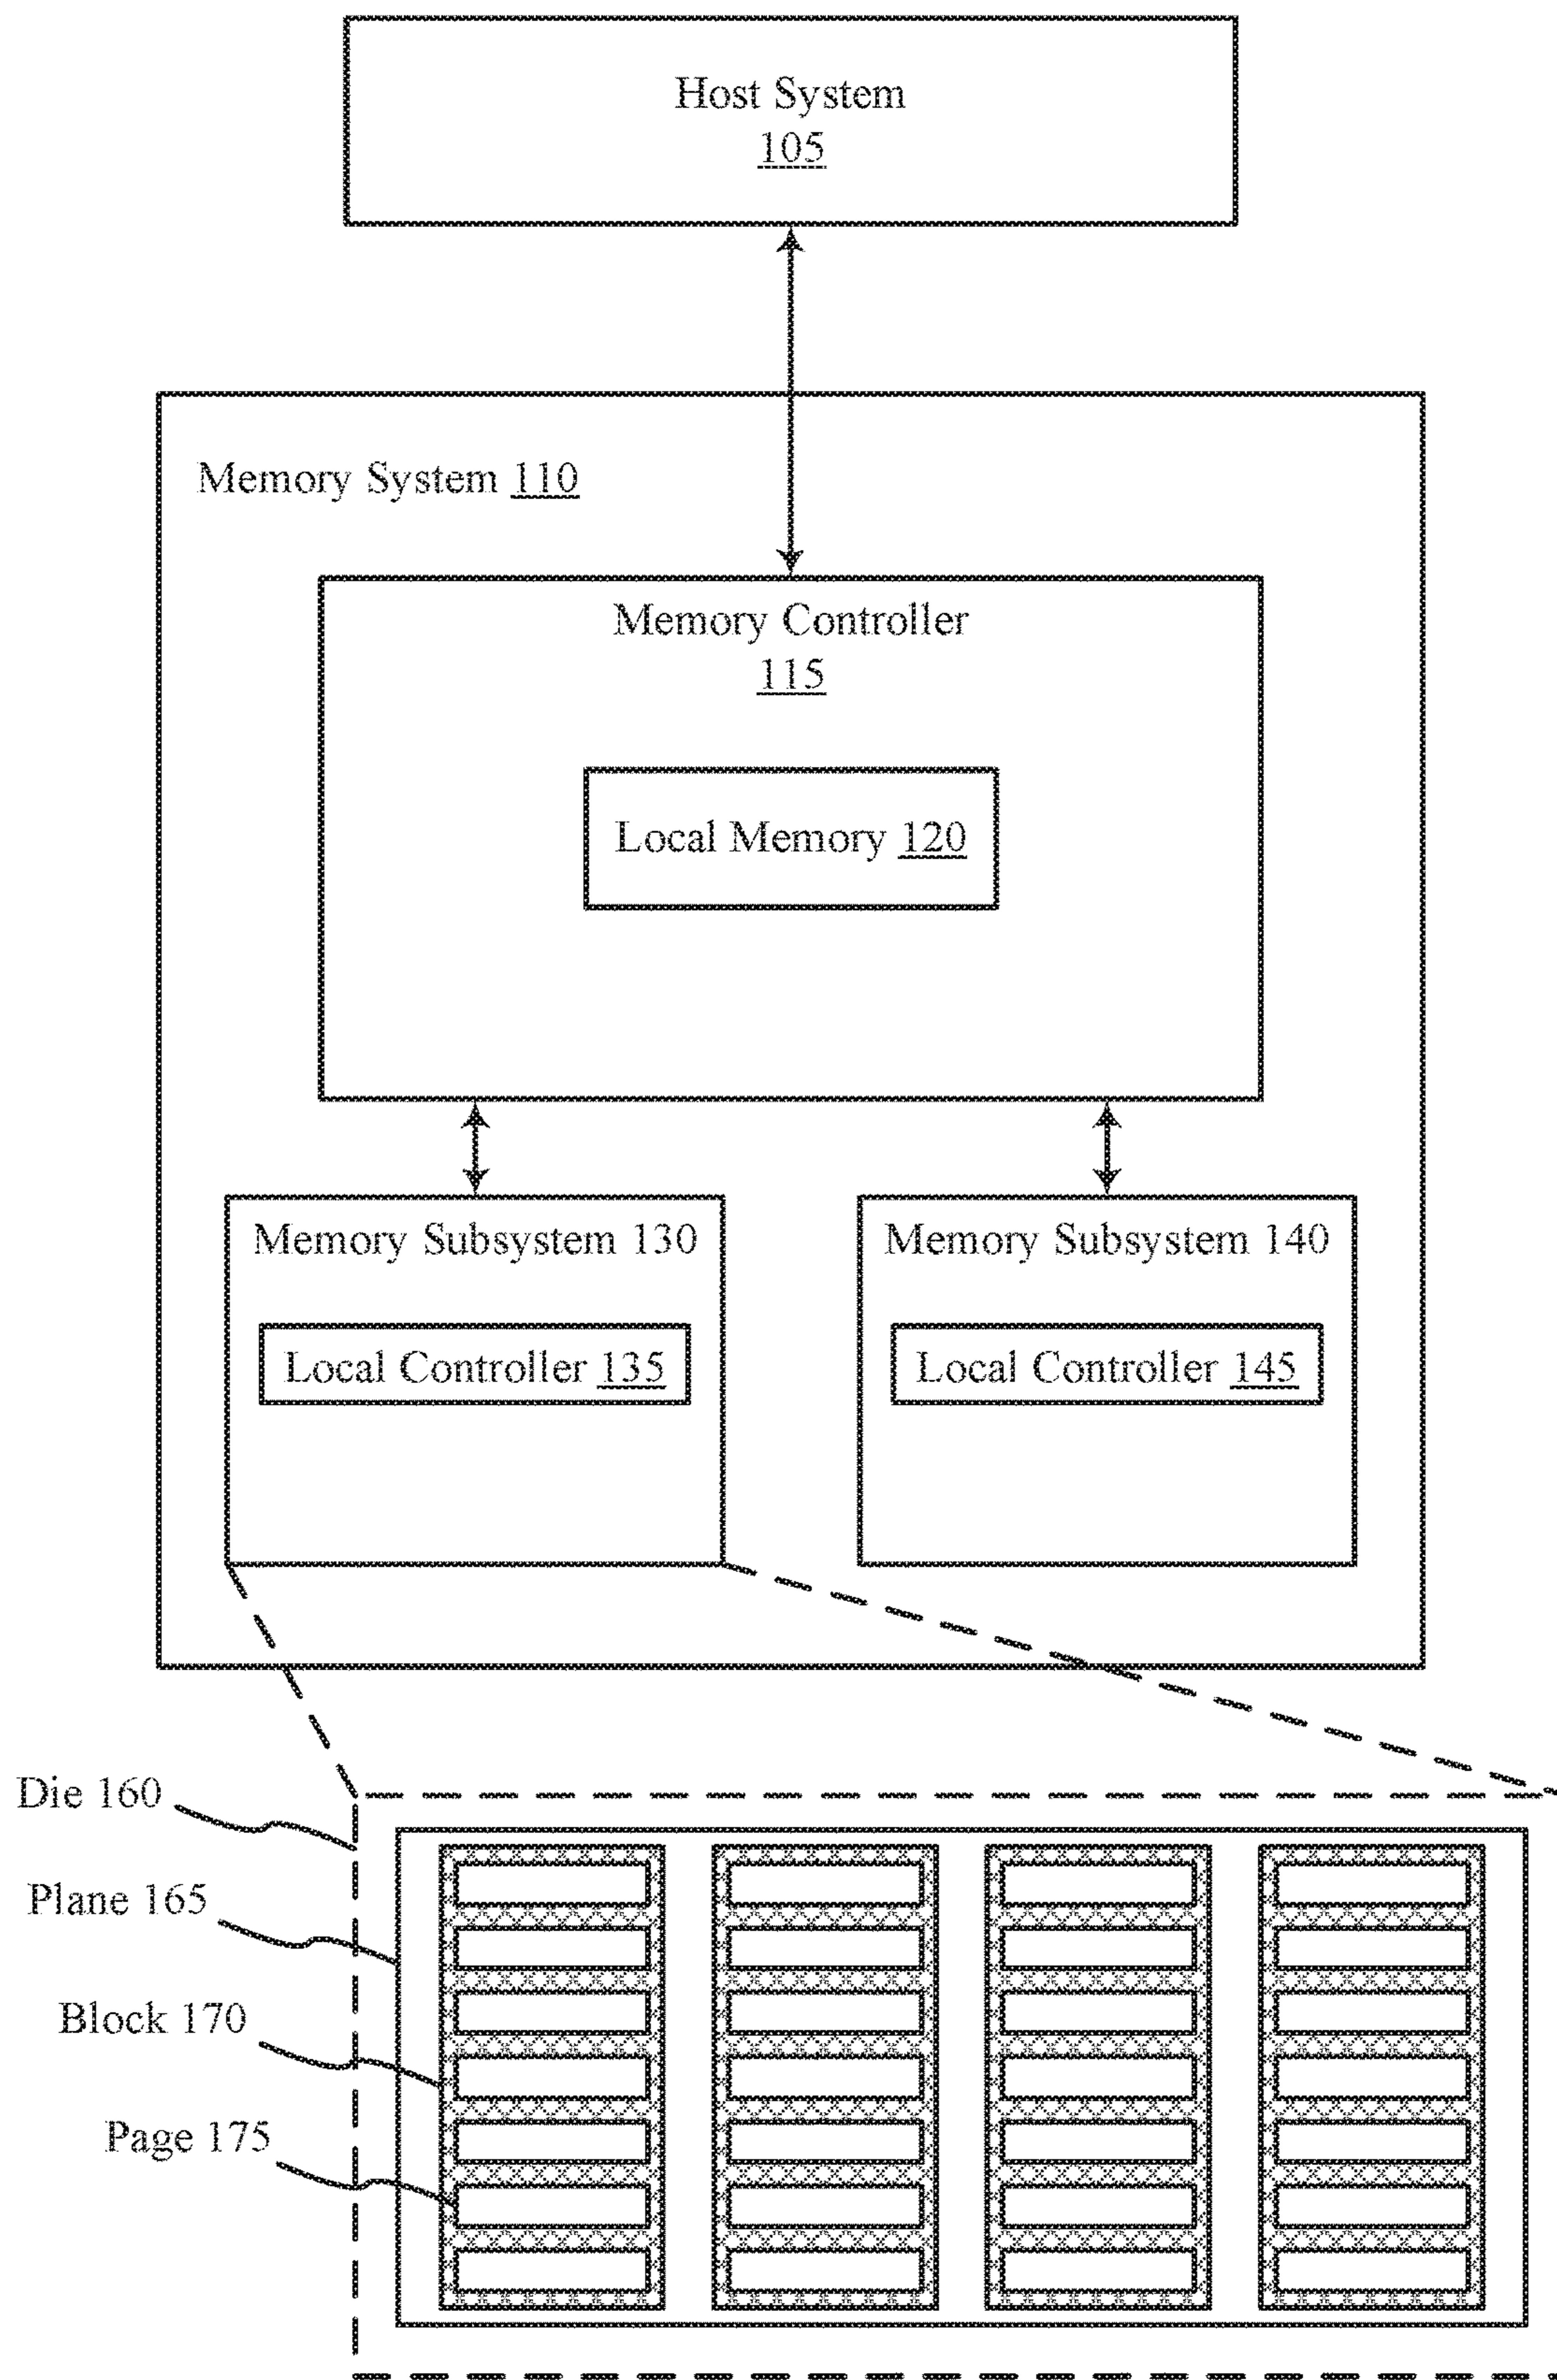 Host System
105
Memory System 110
Memory Controller
115
Local Memory 120
Memory Subsystem 130
Memory Subsystem 140
Local Controller 135
Local Controller 145
Die 160
Plane 165
Block 170
Page 175